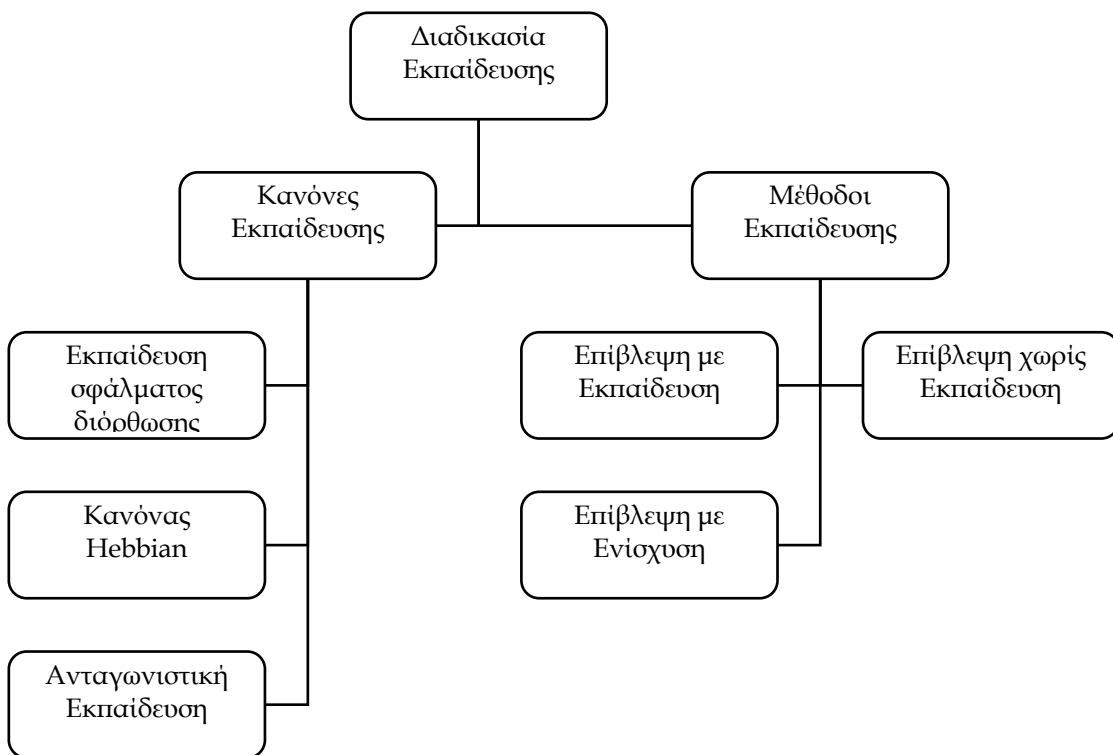 Διαδικασία
Εκπαίδευσης
Κανόνες
Εκπαίδευσης
Μέθοδοι
Εκπαίδευσης
Εκπαίδευση
σφάλματος
διόρθωσης
Επίβλεψη με
Εκπαίδευση
Επίβλεψη χωρίς
Εκπαίδευση
Κανόνας
Hebbian
Επίβλεψη με
Ενίσχυση
Ανταγωνιστική
Εκπαίδευση